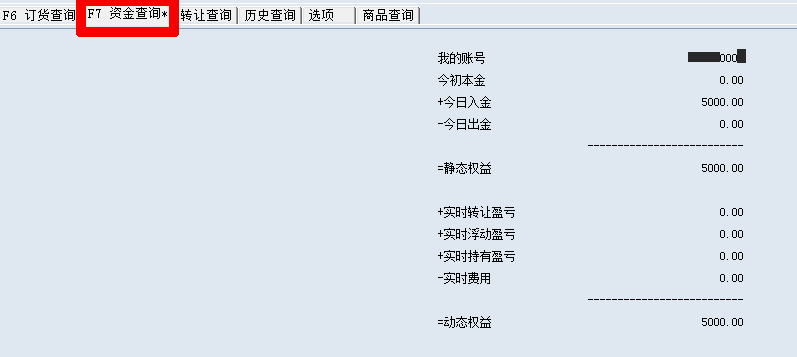 F6 订货查询 F7 资金查询* 转让查询 历史查询 选项 商品查询
我的账号 000
今初本金 0.00
+今日入金 5000.00
-今日出金 0.00
--------------------------
=静态权益 5000.00
+实时转让盈亏 0.00
+实时浮动盈亏 0.00
+实时持有盈亏 0.00
-实时费用 0.00
--------------------------
=动态权益 5000.00